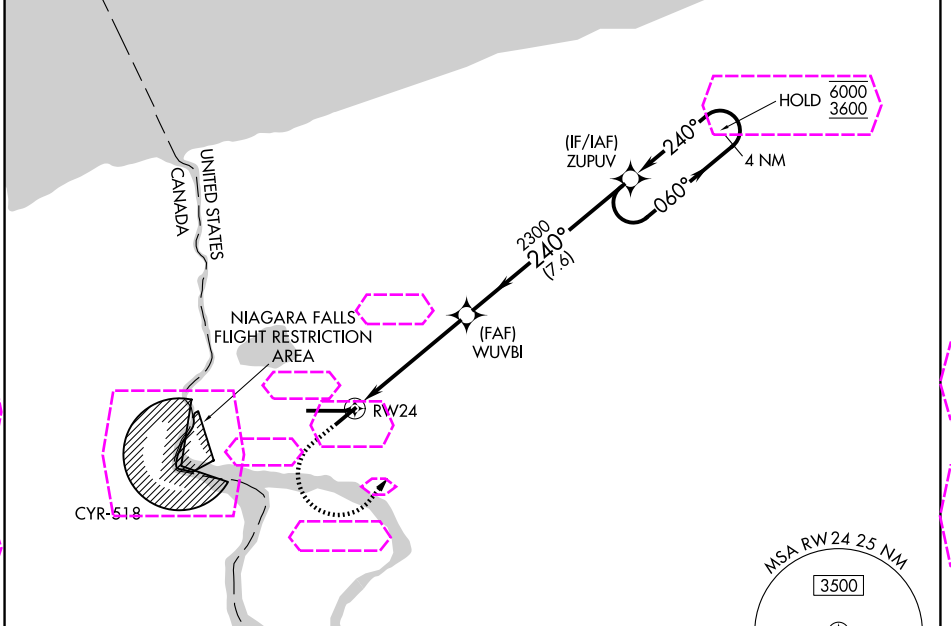 HOLD
6000
3600
240°
4 NM
(IF/IAF)
ZUPUV
060°
UNITED STATES
CANADA
2300
240°
(7.6)
NIAGARA FALLS
FLIGHT RESTRICTION
AREA
(FAF)
WUVBI
RW24
CYR-518
MSA RW24 25 NM
3500